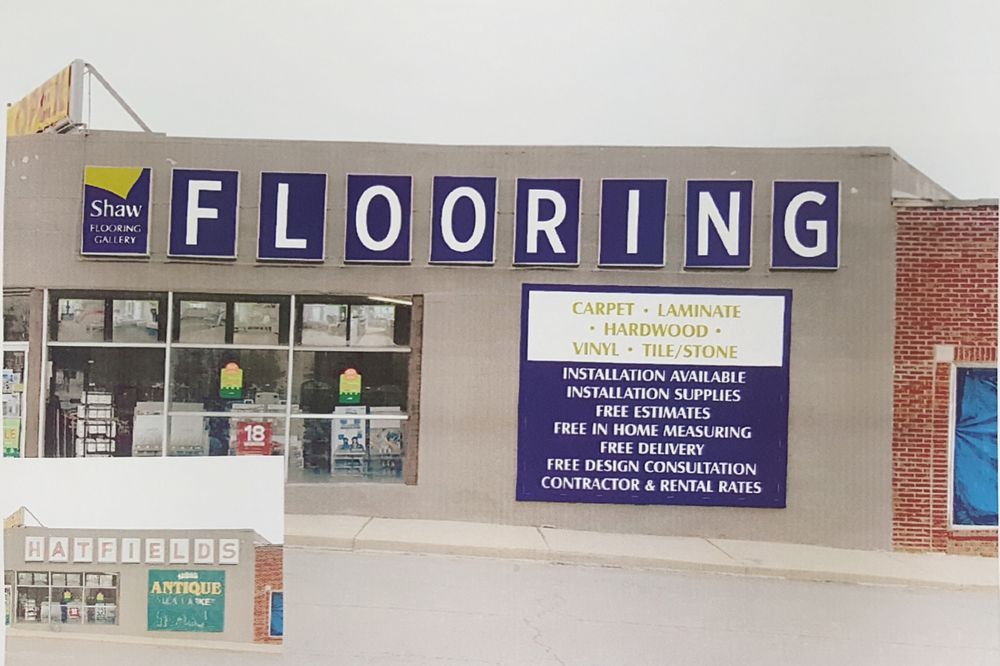 Shaw
FLOORING
GALLERY
FLOORING
CARPET • LAMINATE
• HARDWOOD •
VINYL • TILE/STONE
INSTALLATION AVAILABLE
INSTALLATION SUPPLIES
FREE ESTIMATES
FREE IN HOME MEASURING
FREE DELIVERY
FREE DESIGN CONSULTATION
CONTRACTOR & RENTAL RATES
18
HATFIELDS
ANTIQUE